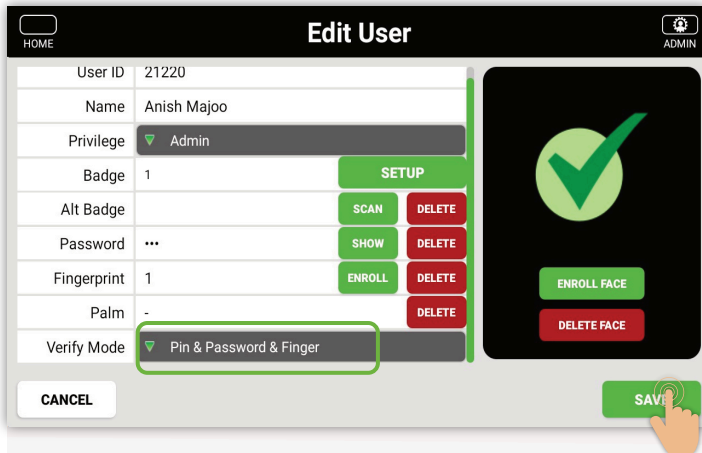 HOME
Edit User
ADMIN
User ID 21220
Name Anish Majoo
Privilege Admin
Badge 1 SETUP
Alt Badge SCAN DELETE
Password ••• SHOW DELETE
Fingerprint 1 ENROLL DELETE
Palm - DELETE
Verify Mode Pin & Password & Finger
ENROLL FACE
DELETE FACE
CANCEL
SAVE